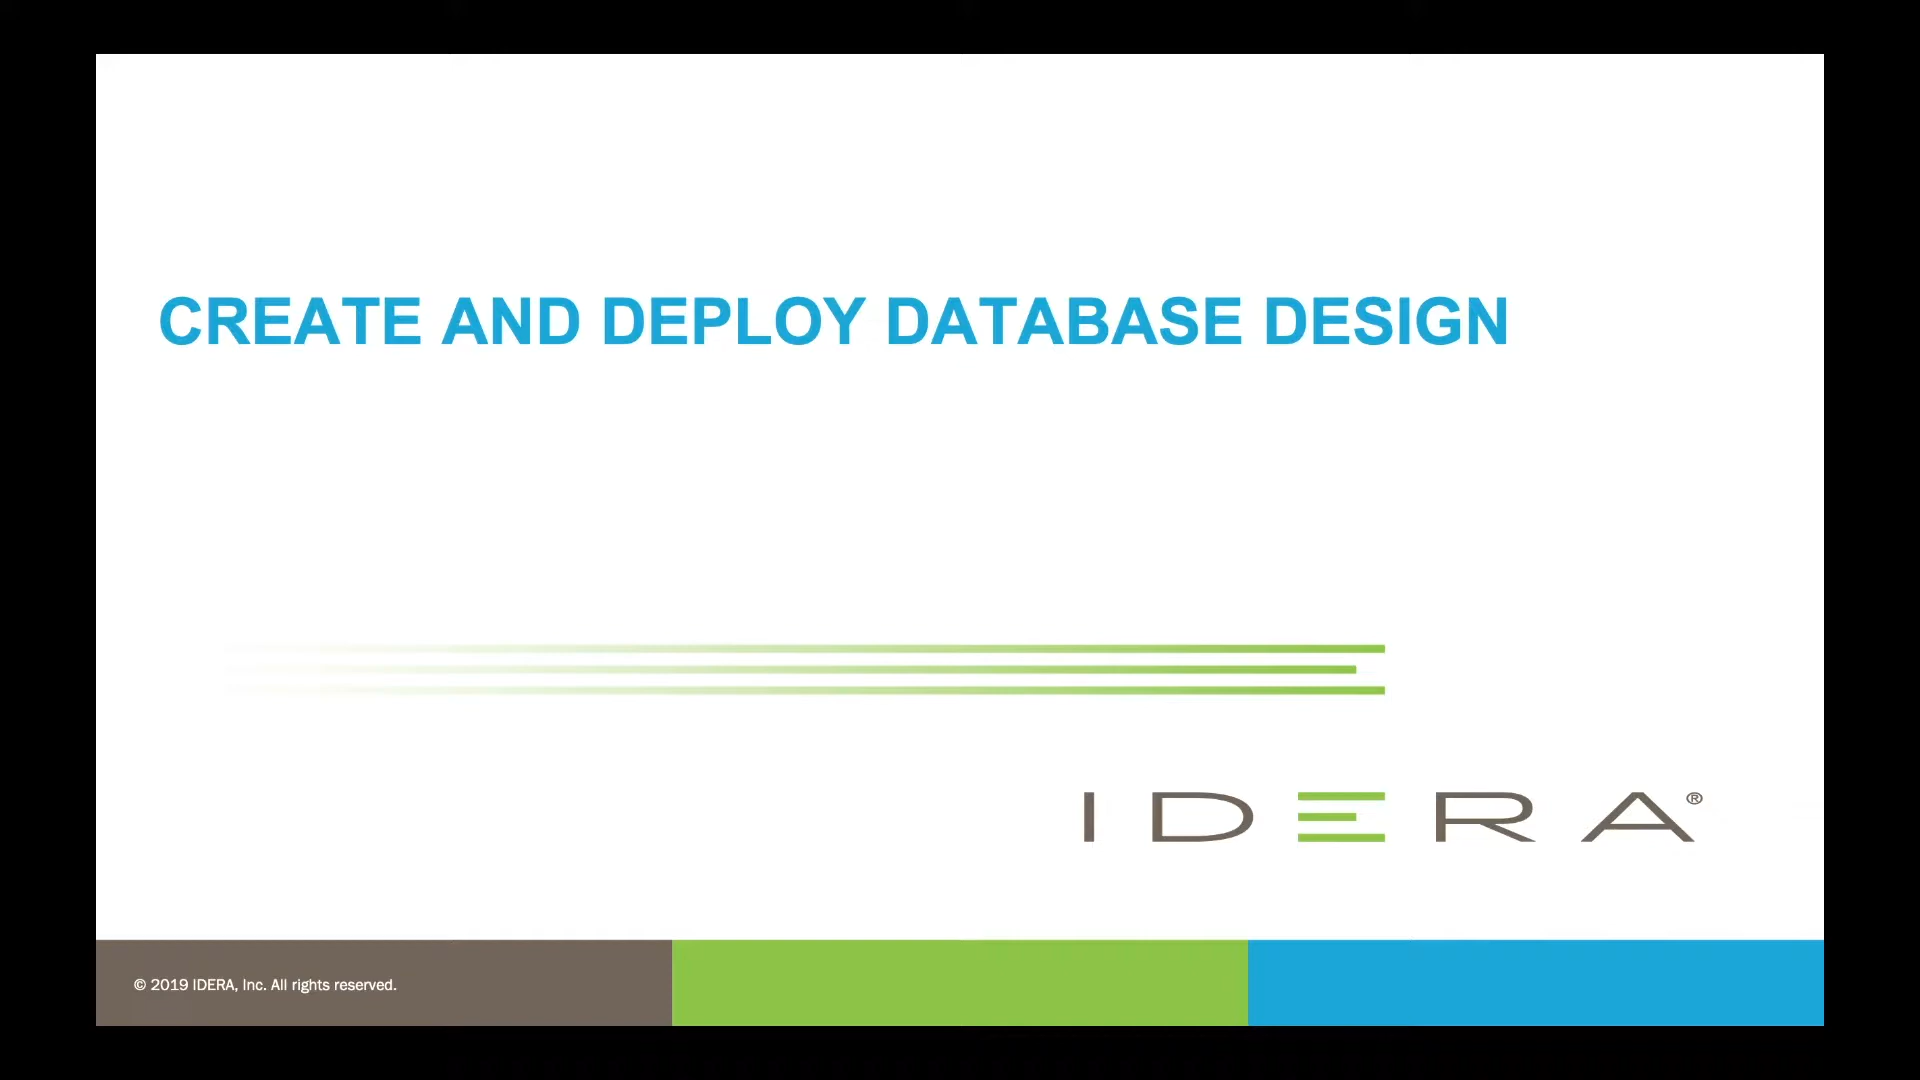 CREATE AND DEPLOY DATABASE DESIGN
IDERA®
© 2019 IDERA, Inc. All rights reserved.